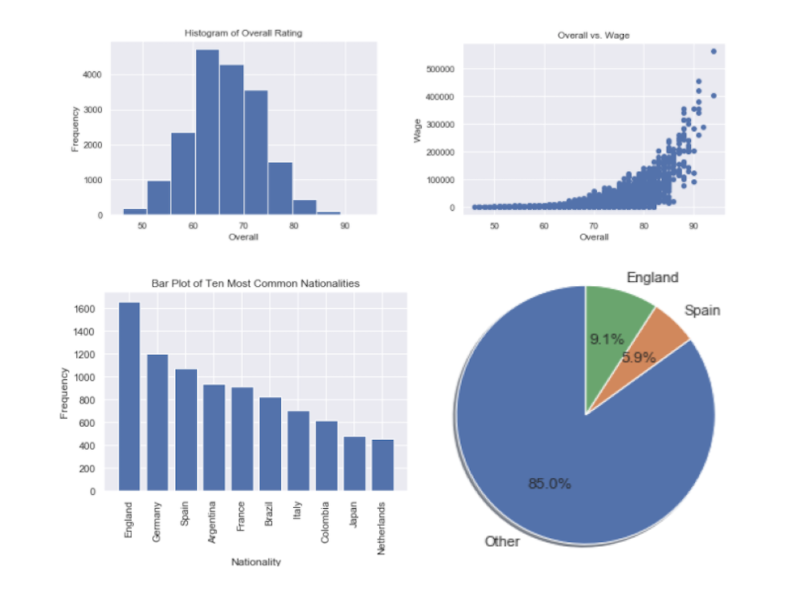 Histogram of Overall Rating
Frequency
4000
3000
2000
1000
0
50 60 70 80 90
Overall
Overall vs. Wage
Wage
500000
400000
300000
200000
100000
0
50 60 70 80 90
Overall
Bar Plot of Ten Most Common Nationalities
Frequency
1600
1400
1200
1000
800
600
400
200
0
England
Germany
Spain
Argentina
France
Brazil
Italy
Colombia
Japan
Netherlands
Nationality
England
Spain
9.1%
5.9%
85.0%
Other